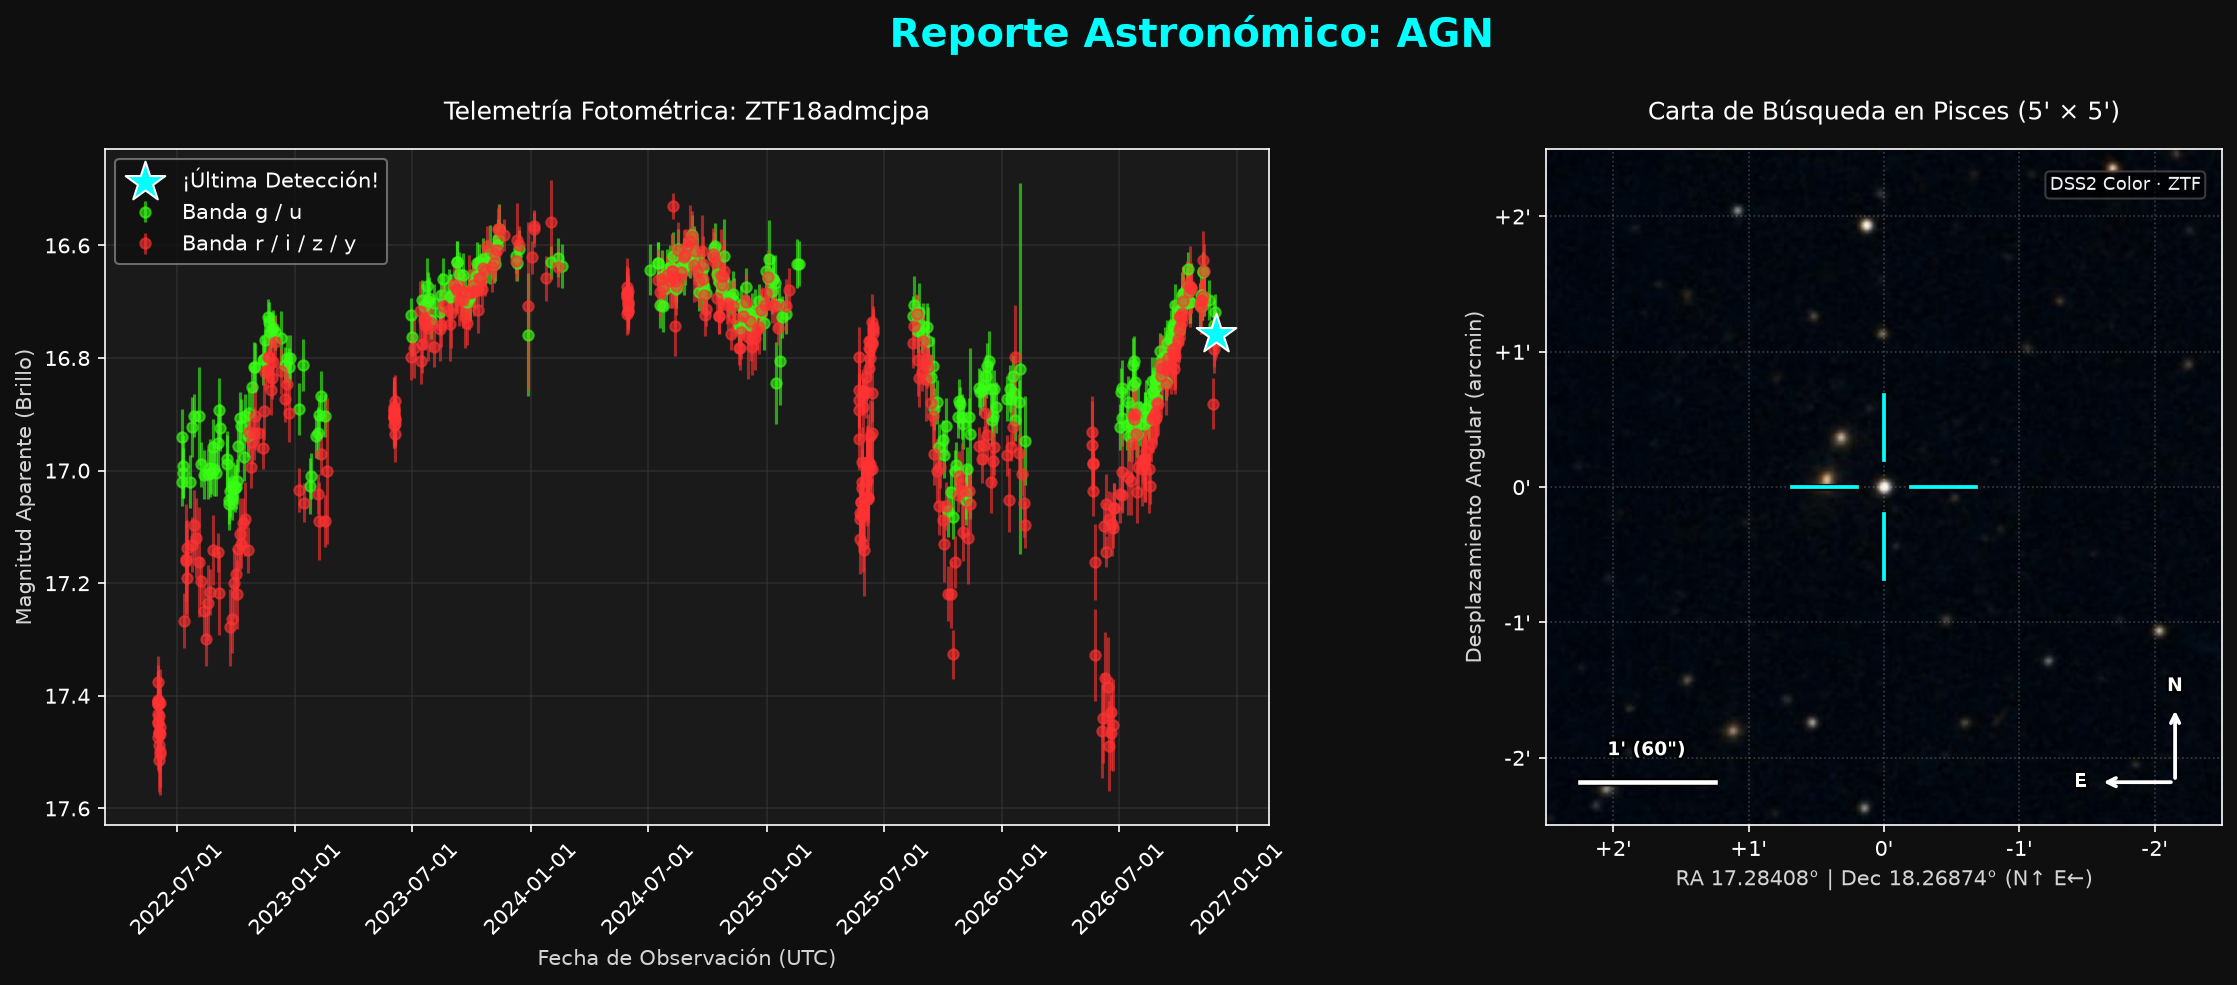 Reporte Astronómico: AGN
Telemetría Fotométrica: ZTF18admcjpa
¡Última Detección!
Banda g / u
Banda r / i / z / y
Magnitud Aparente (Brillo)
16.6
16.8
17.0
17.2
17.4
17.6
2022-07-01
2023-01-01
2023-07-01
2024-01-01
2024-07-01
2025-01-01
2025-07-01
2026-01-01
2026-07-01
2027-01-01
Fecha de Observación (UTC)
Carta de Búsqueda en Pisces (5' × 5')
DSS2 Color · ZTF
Desplazamiento Angular (arcmin)
+2'
+1'
0'
-1'
-2'
N
E
1' (60")
+2'
+1'
0'
-1'
-2'
RA 17.28408° | Dec 18.26874° (N↑ E←)